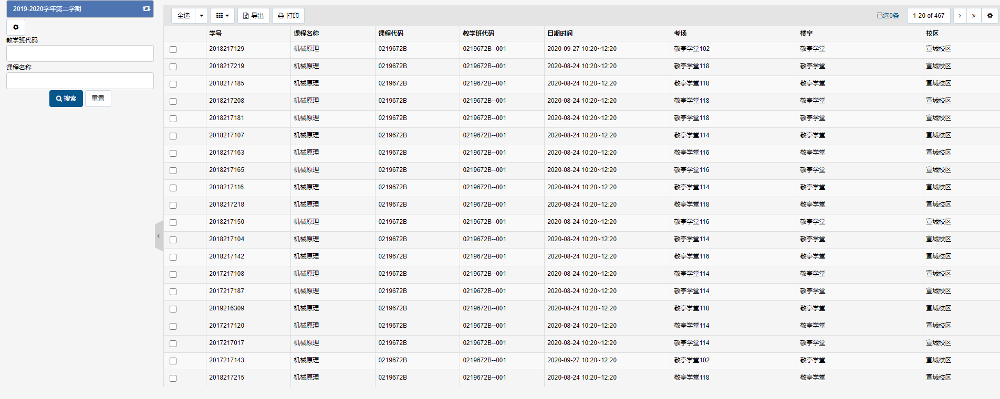 2019-2020学年第二学期
教学班代码
课程名称
搜索 重置
全选 导出 打印 已选0条 1-20 of 467
学号 课程名称 课程代码 教学班代码 日期时间 考场 楼宇 校区
2018217129 机械原理 0219672B 0219672B--001 2020-09-27 10:20~12:20 敬亭学堂102 敬亭学堂 宣城校区
2018217219 机械原理 0219672B 0219672B--001 2020-08-24 10:20~12:20 敬亭学堂118 敬亭学堂 宣城校区
2018217185 机械原理 0219672B 0219672B--001 2020-08-24 10:20~12:20 敬亭学堂118 敬亭学堂 宣城校区
2018217208 机械原理 0219672B 0219672B--001 2020-08-24 10:20~12:20 敬亭学堂118 敬亭学堂 宣城校区
2018217181 机械原理 0219672B 0219672B--001 2020-08-24 10:20~12:20 敬亭学堂118 敬亭学堂 宣城校区
2018217107 机械原理 0219672B 0219672B--001 2020-08-24 10:20~12:20 敬亭学堂114 敬亭学堂 宣城校区
2018217163 机械原理 0219672B 0219672B--001 2020-08-24 10:20~12:20 敬亭学堂116 敬亭学堂 宣城校区
2018217165 机械原理 0219672B 0219672B--001 2020-08-24 10:20~12:20 敬亭学堂116 敬亭学堂 宣城校区
2018217116 机械原理 0219672B 0219672B--001 2020-08-24 10:20~12:20 敬亭学堂114 敬亭学堂 宣城校区
2018217218 机械原理 0219672B 0219672B--001 2020-08-24 10:20~12:20 敬亭学堂118 敬亭学堂 宣城校区
2018217150 机械原理 0219672B 0219672B--001 2020-08-24 10:20~12:20 敬亭学堂116 敬亭学堂 宣城校区
2018217104 机械原理 0219672B 0219672B--001 2020-08-24 10:20~12:20 敬亭学堂114 敬亭学堂 宣城校区
2018217142 机械原理 0219672B 0219672B--001 2020-08-24 10:20~12:20 敬亭学堂116 敬亭学堂 宣城校区
2017217108 机械原理 0219672B 0219672B--001 2020-08-24 10:20~12:20 敬亭学堂114 敬亭学堂 宣城校区
2017217187 机械原理 0219672B 0219672B--001 2020-08-24 10:20~12:20 敬亭学堂114 敬亭学堂 宣城校区
2019216309 机械原理 0219672B 0219672B--001 2020-08-24 10:20~12:20 敬亭学堂118 敬亭学堂 宣城校区
2017217120 机械原理 0219672B 0219672B--001 2020-08-24 10:20~12:20 敬亭学堂114 敬亭学堂 宣城校区
2017217017 机械原理 0219672B 0219672B--001 2020-08-24 10:20~12:20 敬亭学堂114 敬亭学堂 宣城校区
2017217143 机械原理 0219672B 0219672B--001 2020-09-27 10:20~12:20 敬亭学堂102 敬亭学堂 宣城校区
2018217215 机械原理 0219672B 0219672B--001 2020-08-24 10:20~12:20 敬亭学堂118 敬亭学堂 宣城校区